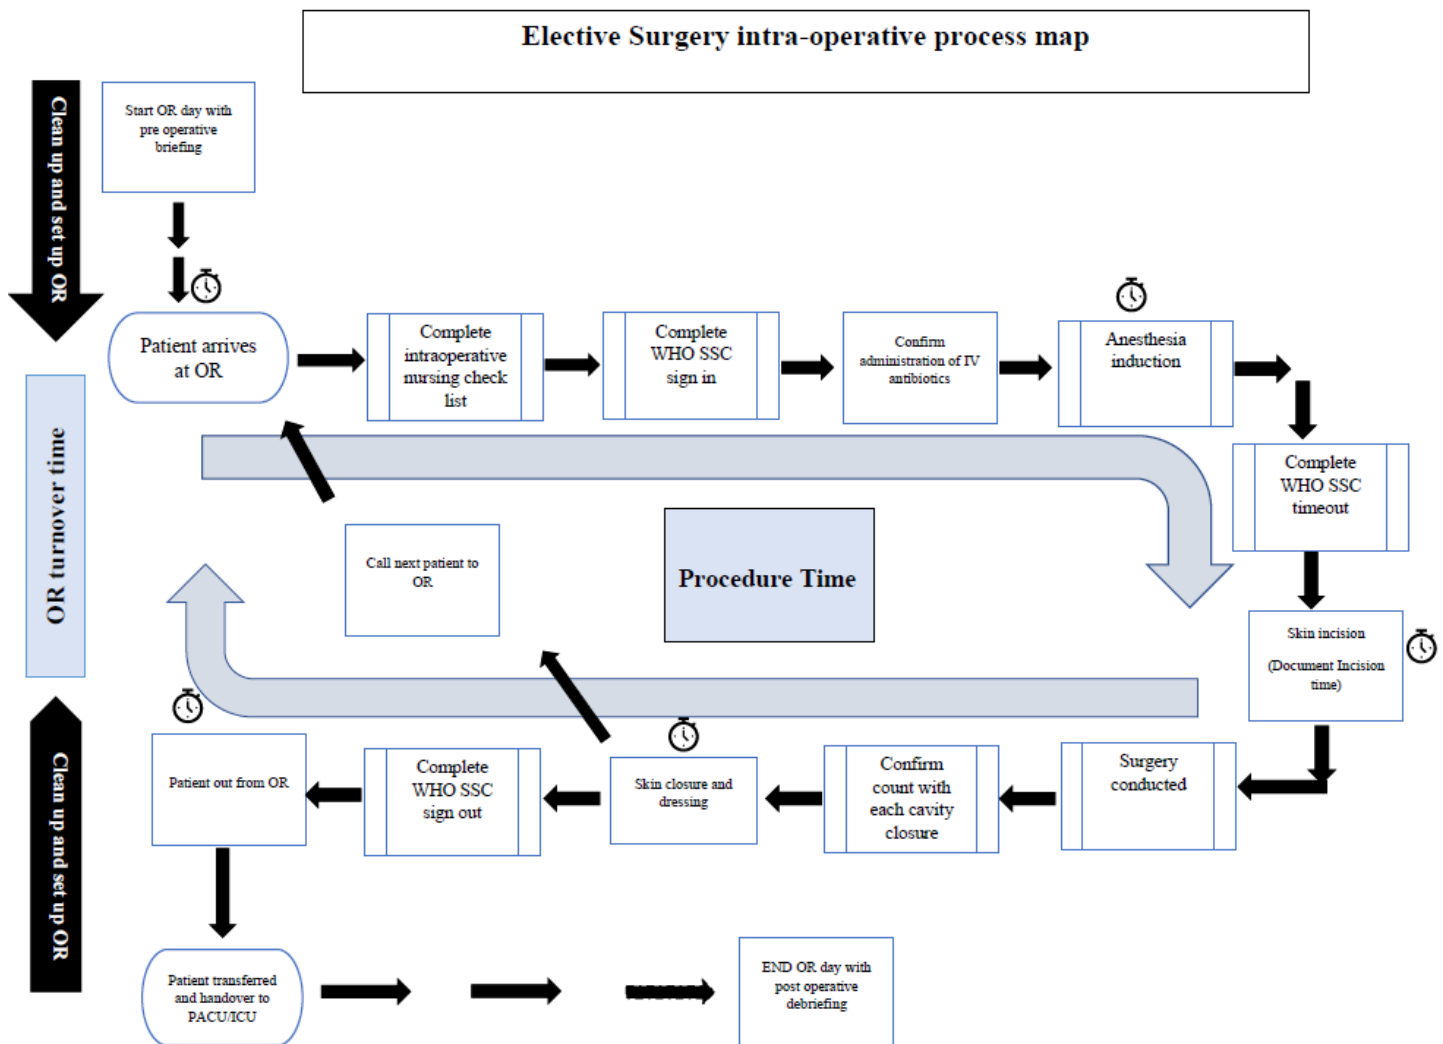 Elective Surgery intra-operative process map
Clean up and set up OR
Start OR day with
pre operative
briefing
Patient arrives
at OR
Complete
intraoperative
nursing check
list
Complete
WHO SSC
sign in
Confirm
administration of IV
antibiotics
Anesthesia
induction
Complete
WHO SSC
timeout
OR turnover time
Call next patient to
OR
Procedure Time
Skin incision
(Document Incision
time)
Clean up and set up OR
Patient out from OR
Complete
WHO SSC
sign out
Skin closure and
dressing
Confirm
count with
each cavity
closure
Surgery
conducted
Patient transferred
and handover to
PACU/ICU
END OR day with
post operative
debriefing